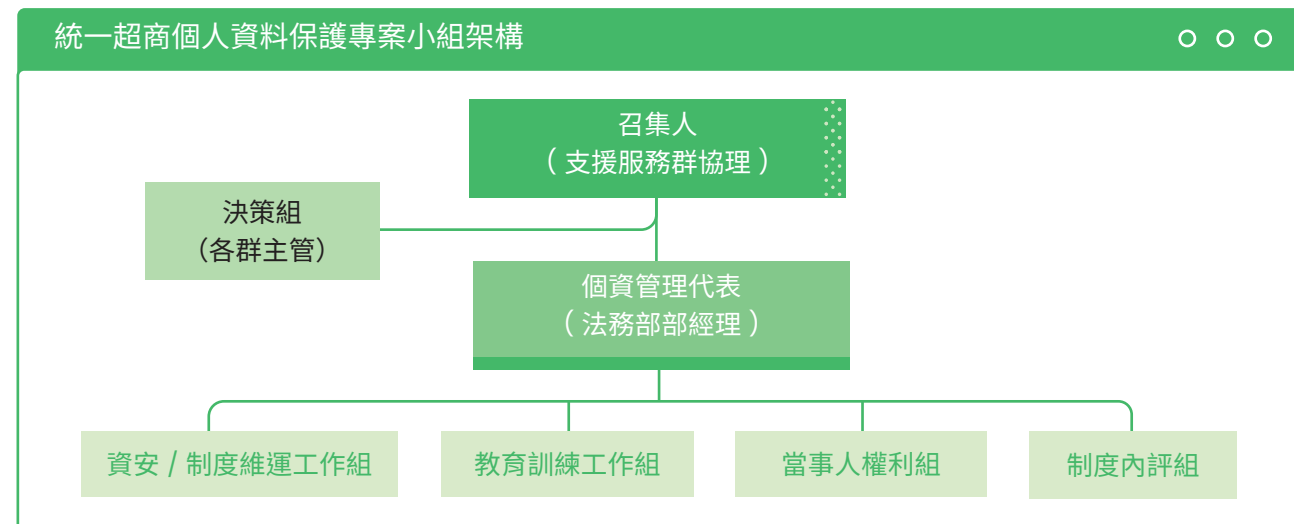 統一超商個人資料保護專案小組架構
召集人
（支援服務群協理）
決策組
（各群主管）
個資管理代表
（法務部部經理）
資安 / 制度維運工作組
教育訓練工作組
當事人權利組
制度內評組